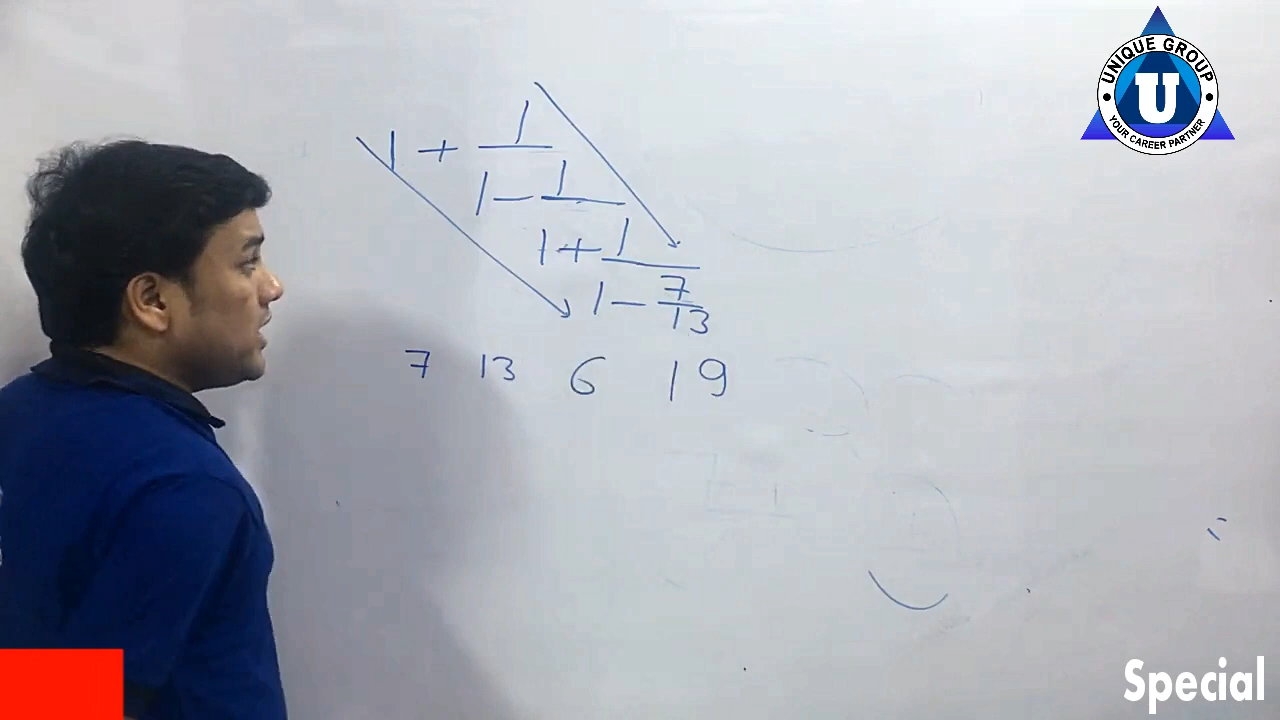 UNIQUE GROUP
U
YOUR CAREER PARTNER
1 + 1
1 - 1
1 + 1
1 - 7
13
7 13 6 19
Special